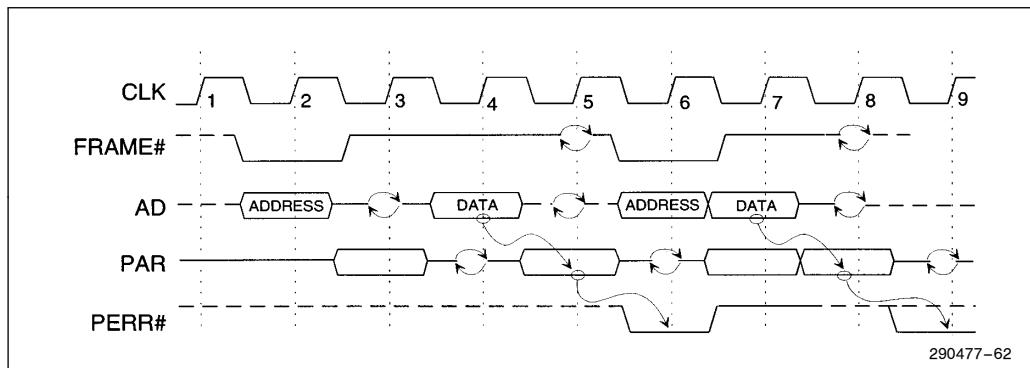 CLK 1 2 3 4 5 6 7 8 9
FRAME#
AD ADDRESS DATA ADDRESS DATA
PAR
PERR#
290477-62